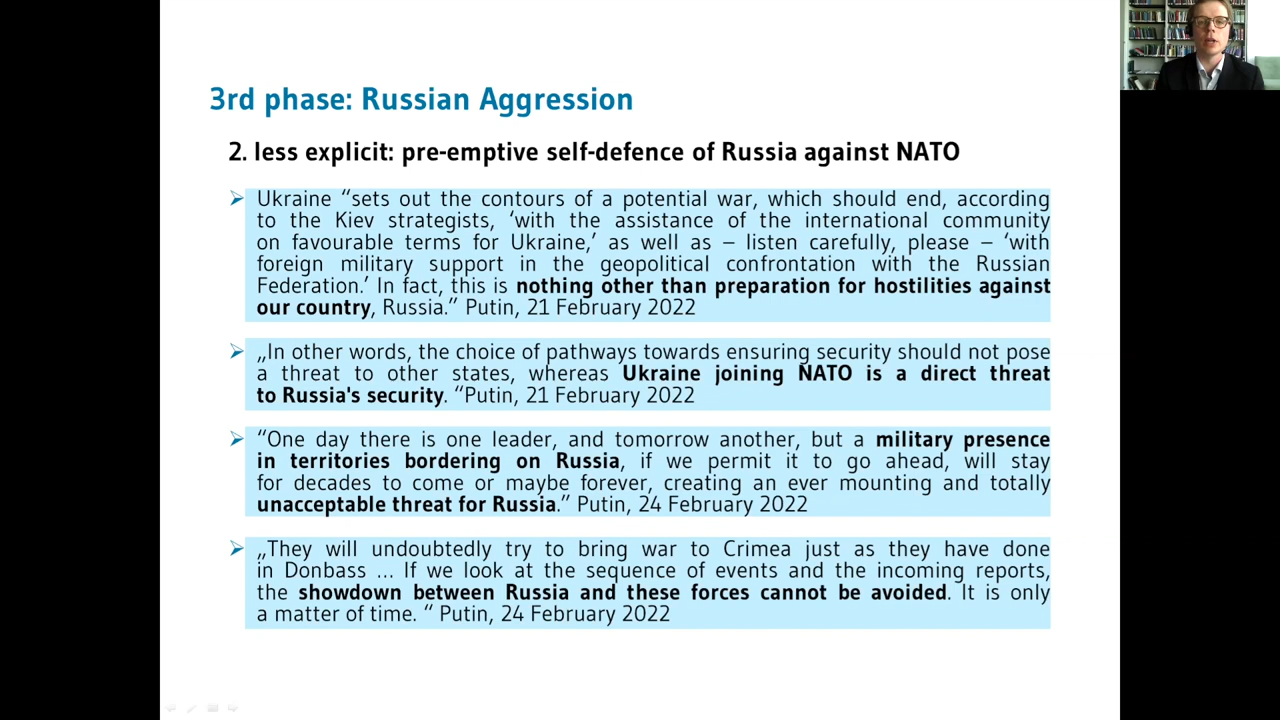 3rd phase: Russian Aggression
2. less explicit: pre-emptive self-defence of Russia against NATO
Ukraine “sets out the contours of a potential war, which should end, according
to the Kiev strategists, ‘with the assistance of the international community
on favourable terms for Ukraine,’ as well as – listen carefully, please – ‘with
foreign military support in the geopolitical confrontation with the Russian
Federation.’ In fact, this is nothing other than preparation for hostilities against
our country, Russia.” Putin, 21 February 2022
„In other words, the choice of pathways towards ensuring security should not pose
a threat to other states, whereas Ukraine joining NATO is a direct threat
to Russia's security. “Putin, 21 February 2022
“One day there is one leader, and tomorrow another, but a military presence
in territories bordering on Russia, if we permit it to go ahead, will stay
for decades to come or maybe forever, creating an ever mounting and totally
unacceptable threat for Russia.” Putin, 24 February 2022
„They will undoubtedly try to bring war to Crimea just as they have done
in Donbass ... If we look at the sequence of events and the incoming reports,
the showdown between Russia and these forces cannot be avoided. It is only
a matter of time. “ Putin, 24 February 2022